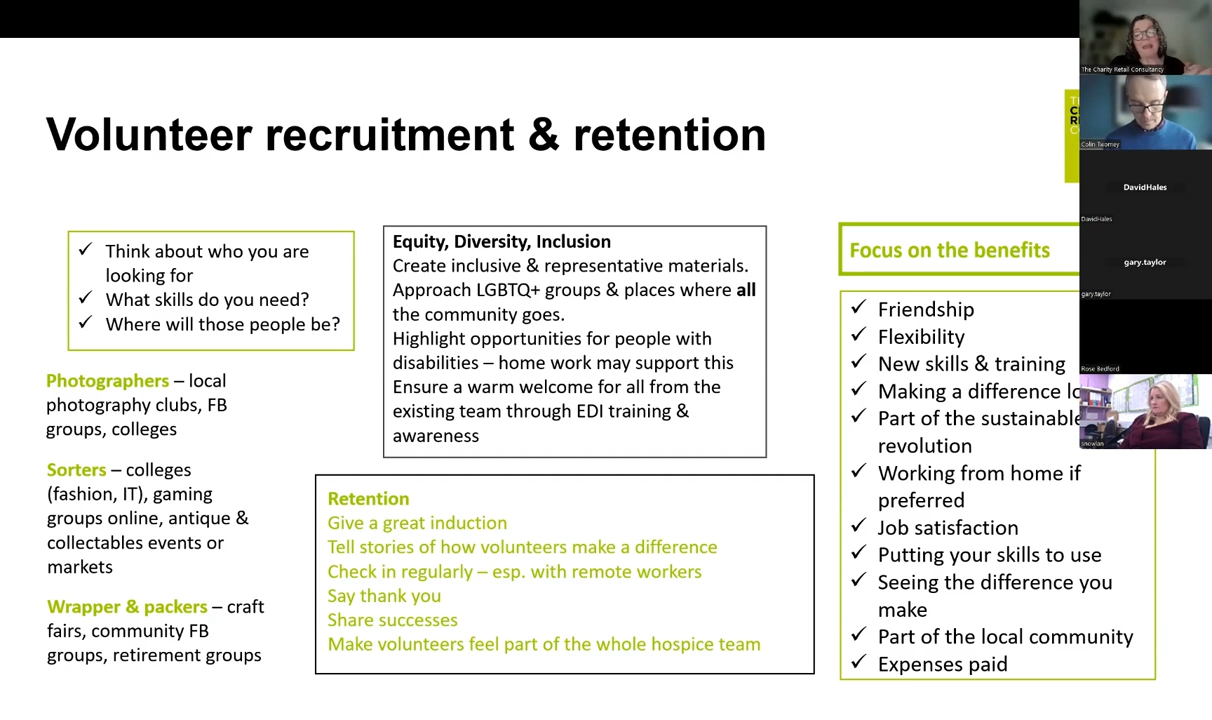 Volunteer recruitment & retention
✓ Think about who you are
looking for
✓ What skills do you need?
✓ Where will those people be?
Photographers – local
photography clubs, FB
groups, colleges
Sorters – colleges
(fashion, IT), gaming
groups online, antique &
collectables events or
markets
Wrapper & packers – craft
fairs, community FB
groups, retirement groups
Equity, Diversity, Inclusion
Create inclusive & representative materials.
Approach LGBTQ+ groups & places where all
the community goes.
Highlight opportunities for people with
disabilities – home work may support this
Ensure a warm welcome for all from the
existing team through EDI training &
awareness
Retention
Give a great induction
Tell stories of how volunteers make a difference
Check in regularly – esp. with remote workers
Say thank you
Share successes
Make volunteers feel part of the whole hospice team
Focus on the benefits
✓ Friendship
✓ Flexibility
✓ New skills & training
✓ Making a difference
✓ Part of the sustainable
revolution
✓ Working from home if
preferred
✓ Job satisfaction
✓ Putting your skills to use
✓ Seeing the difference you
make
✓ Part of the local community
✓ Expenses paid
The Charity Retail Consultancy
Colin Twomey
DavidHales
DavidHales
gary.taylor
gary.taylor
Rose Bedford